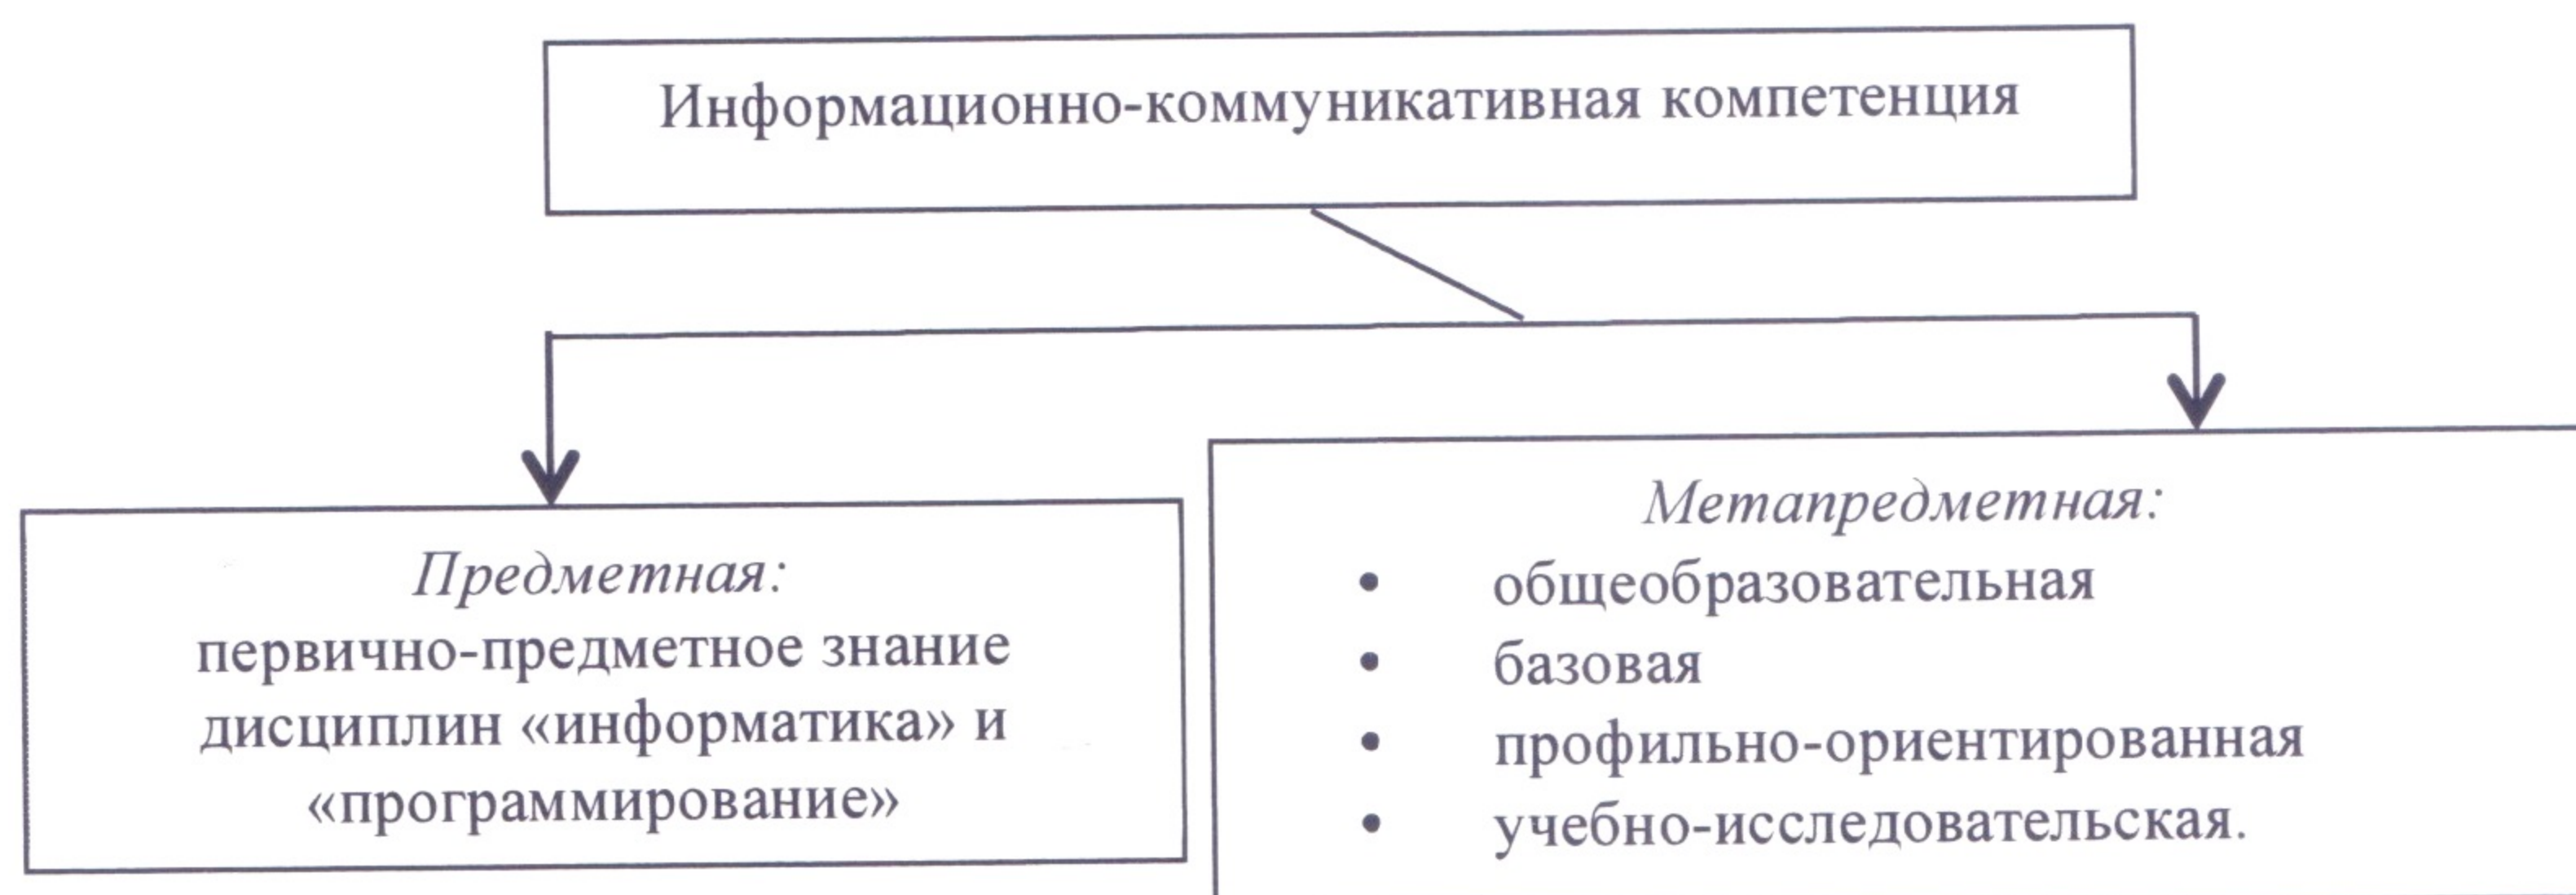 Информационно-коммуникативная компетенция
Предметная:
первично-предметное знание
дисциплин «информатика» и
«программирование»
Метапредметная:
• общеобразовательная
• базовая
• профильно-ориентированная
• учебно-исследовательская.